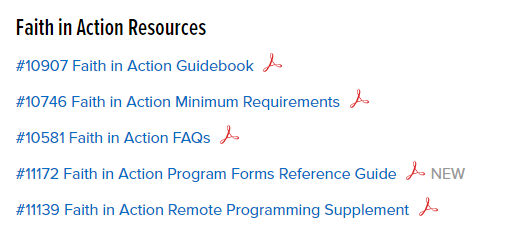 Faith in Action Resources
#10907 Faith in Action Guidebook
#10746 Faith in Action Minimum Requirements
#10581 Faith in Action FAQs
#11172 Faith in Action Program Forms Reference Guide NEW
#11139 Faith in Action Remote Programming Supplement